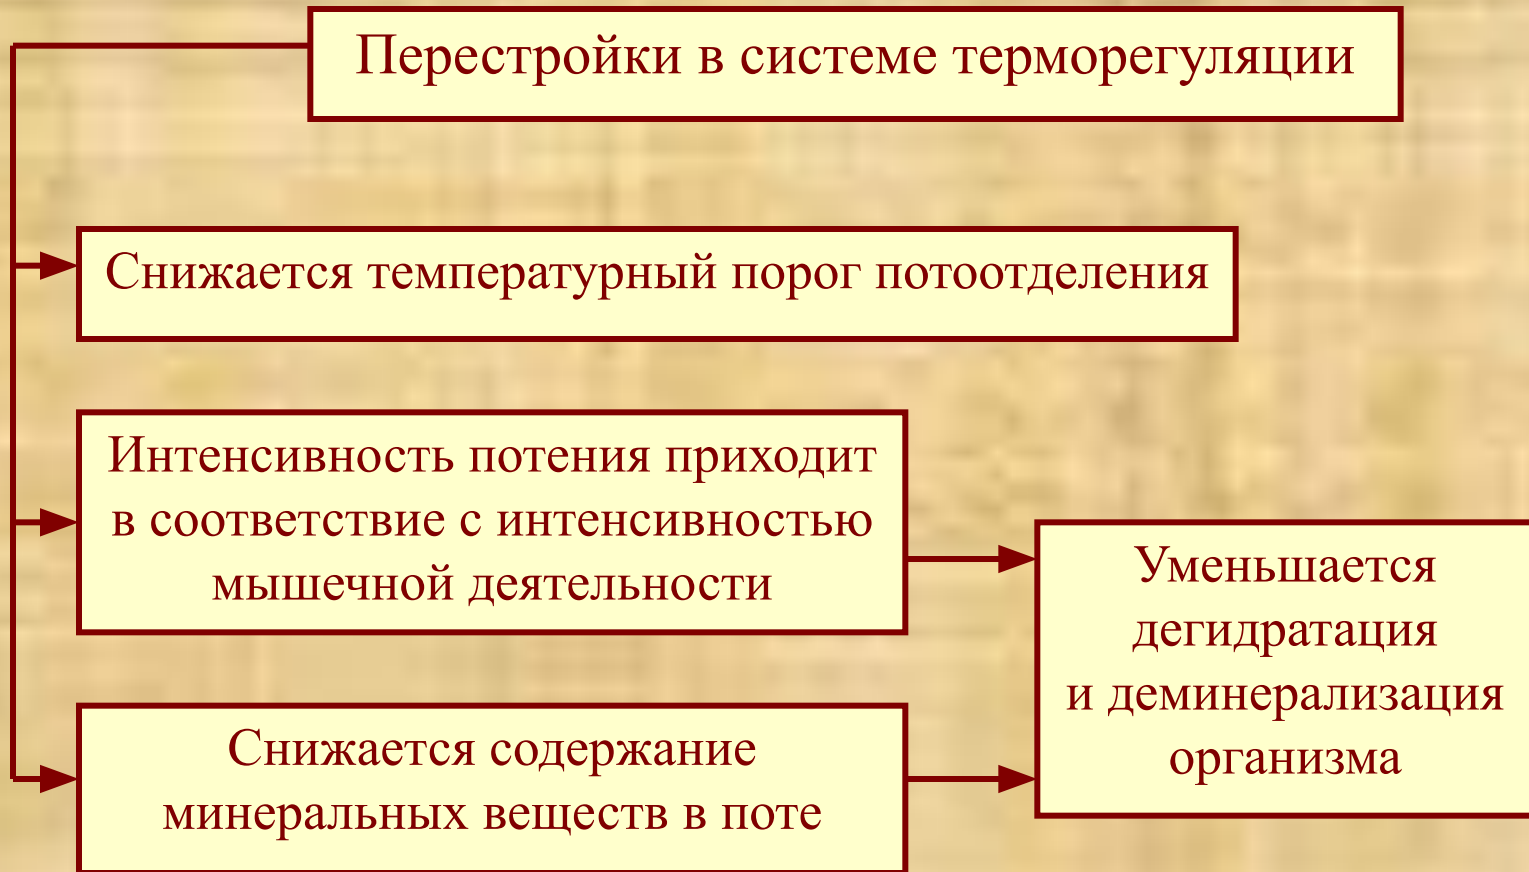 Перестройки в системе терморегуляции
Снижается температурный порог потоотделения
Интенсивность потения приходит
в соответствие с интенсивностью
мышечной деятельности
Уменьшается
дегидратация
и деминерализация
организма
Снижается содержание
минеральных веществ в поте